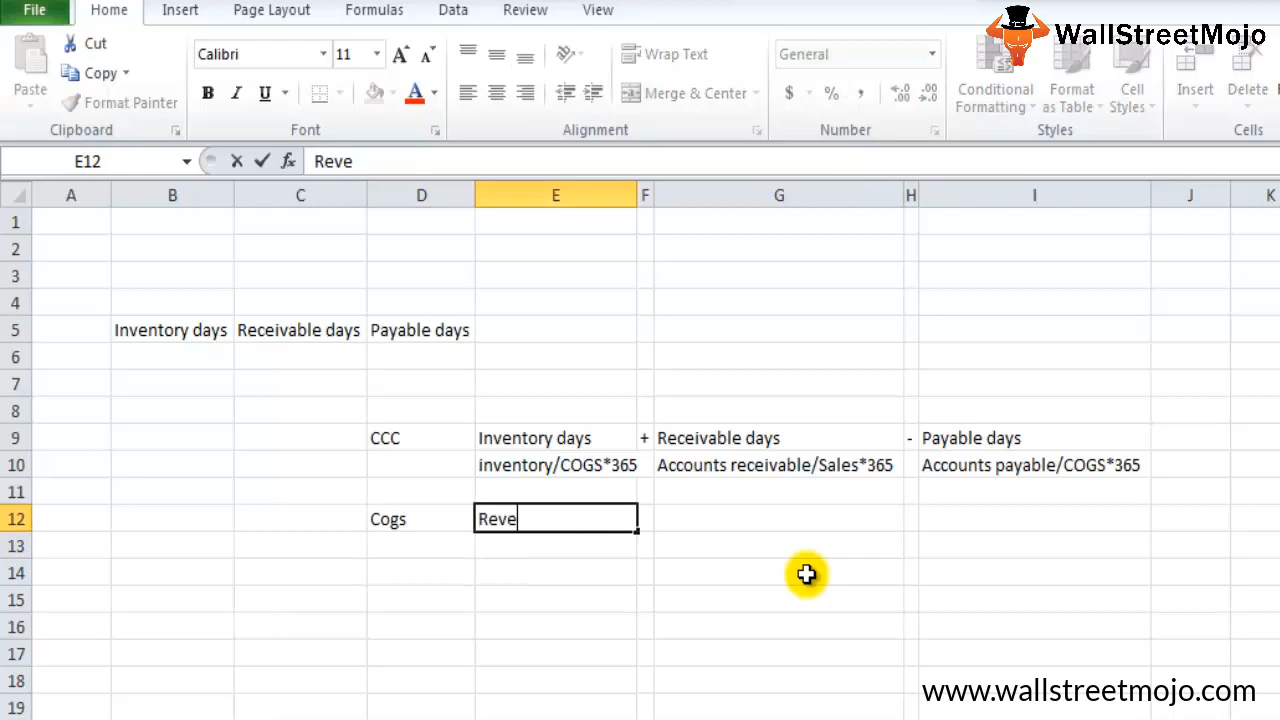 File Home Insert Page Layout Formulas Data Review View
WallStreetMojo
Paste
Cut
Copy
Format Painter
Clipboard
Calibri 11 A A
B I U A
Font
Wrap Text
Merge & Center
Alignment
General
$ % , .00 .00
Number
Conditional Formatting
Format as Table
Cell Styles
Styles
Insert Delete
Cells
E12 fx Reve
A B C D E F G H I J K
1
2
3
4
5 Inventory days Receivable days Payable days
6
7
8
9 CCC Inventory days + Receivable days - Payable days
10 inventory/COGS*365 Accounts receivable/Sales*365 Accounts payable/COGS*365
11
12 Cogs Reve
13
14
15
16
17
18
19
www.wallstreetmojo.com